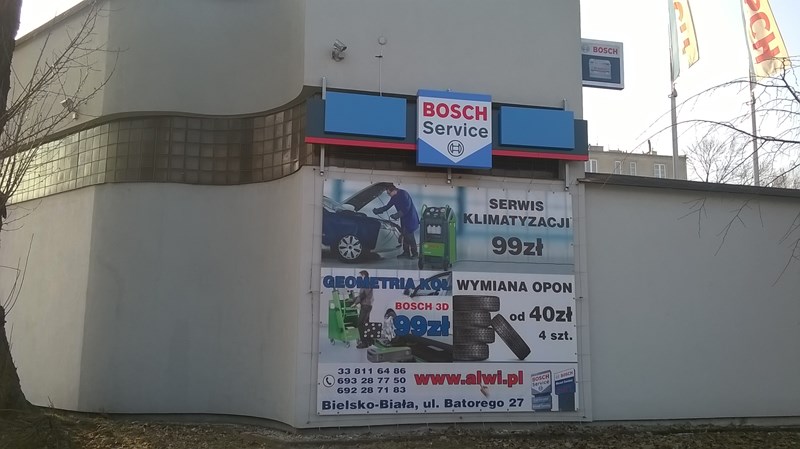 BOSCH
BOSCH
BOSCH
Service
SERWIS
KLIMATYZACJI
99zł
GEOMETRIA KÓŁ
BOSCH 3D
99zł
WYMIANA OPON
od 40zł
4 szt.
33 811 64 86
693 28 77 50
692 28 71 83
www.alwi.pl
BOSCH
Service
Bielsko-Biała, ul. Batorego 27